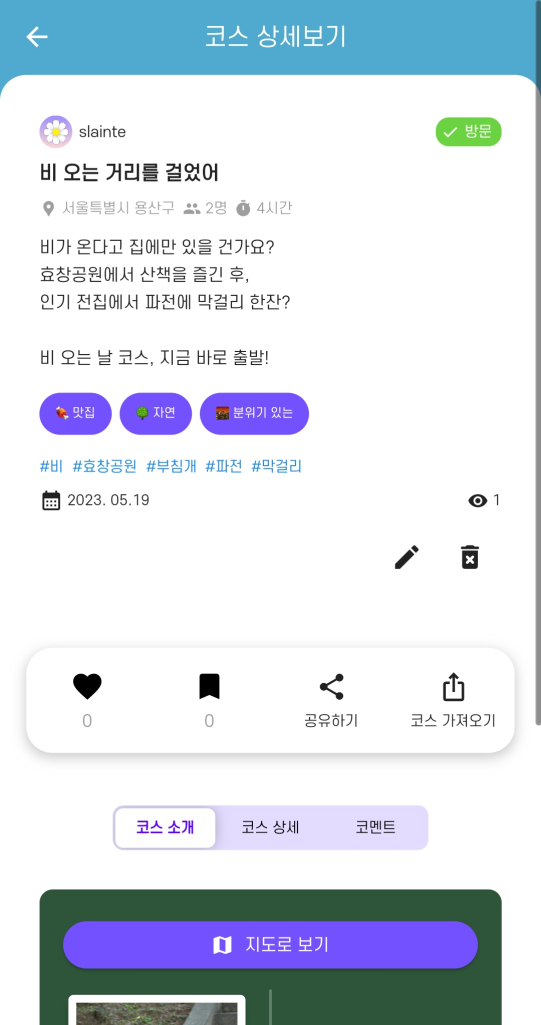 코스 상세보기
slainte
방문
비 오는 거리를 걸었어
서울특별시 용산구 2명 4시간
비가 온다고 집에만 있을 건가요?
효창공원에서 산책을 즐긴 후,
인기 전집에서 파전에 막걸리 한잔?
비 오는 날 코스, 지금 바로 출발!
맛집 자연 분위기 있는
#비 #효창공원 #부침개 #파전 #막걸리
2023. 05.19 1
0 0 공유하기 코스 가져오기
코스 소개 코스 상세 코멘트
지도로 보기